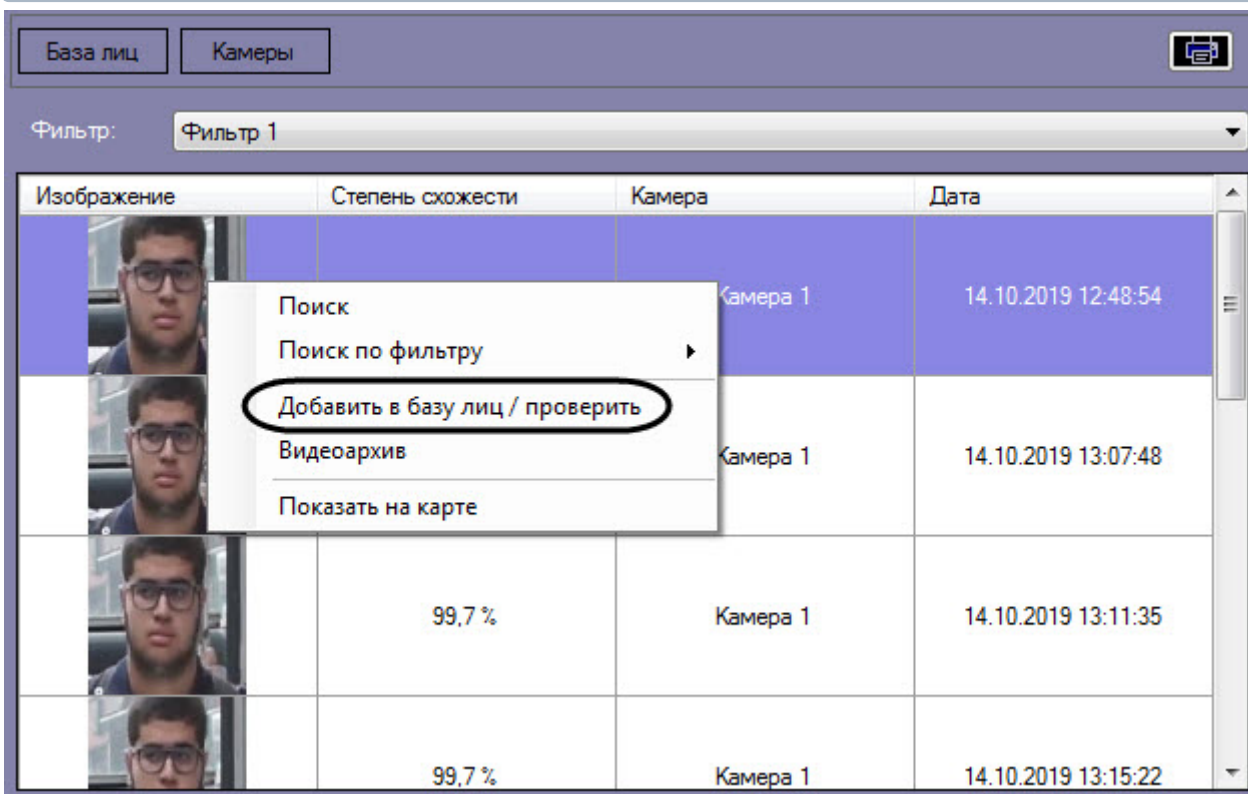 База лиц Камеры
Фильтр: Фильтр 1
Изображение Степень схожести Камера Дата
Камера 1 14.10.2019 12:48:54
Поиск
Поиск по фильтру
Добавить в базу лиц / проверить
Видеоархив
Показать на карте
Камера 1 14.10.2019 13:07:48
99,7 % Камера 1 14.10.2019 13:11:35
99,7 % Камера 1 14.10.2019 13:15:22